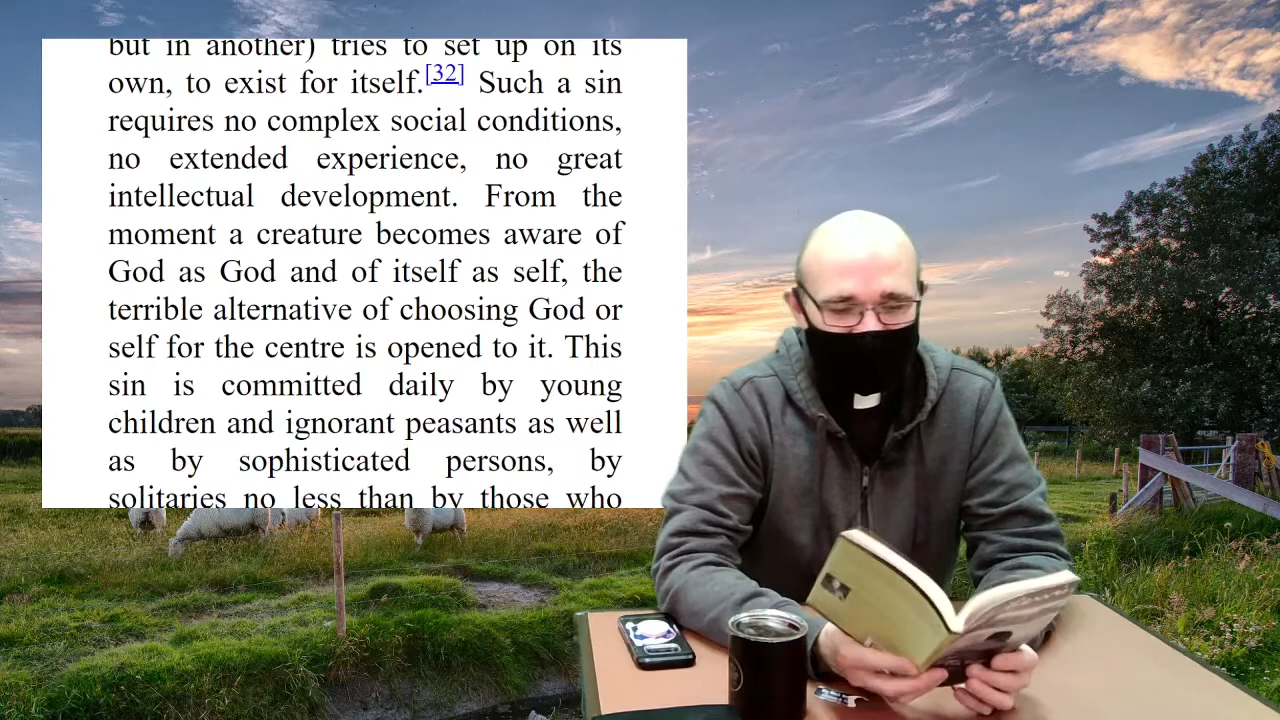 but in another) tries to set up on its
own, to exist for itself.[32] Such a sin
requires no complex social conditions,
no extended experience, no great
intellectual development. From the
moment a creature becomes aware of
God as God and of itself as self, the
terrible alternative of choosing God or
self for the centre is opened to it. This
sin is committed daily by young
children and ignorant peasants as well
as by sophisticated persons, by
solitaries no less than by those who